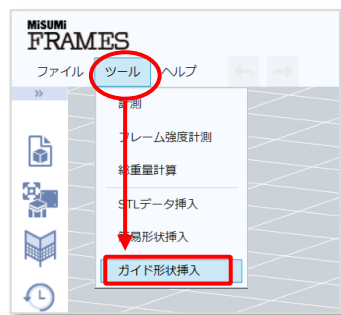 MiSUMi
FRAMES
ファイル ツール ヘルプ
»
計測
フレーム強度計測
総重量計算
STLデータ挿入
簡易形状挿入
ガイド形状挿入